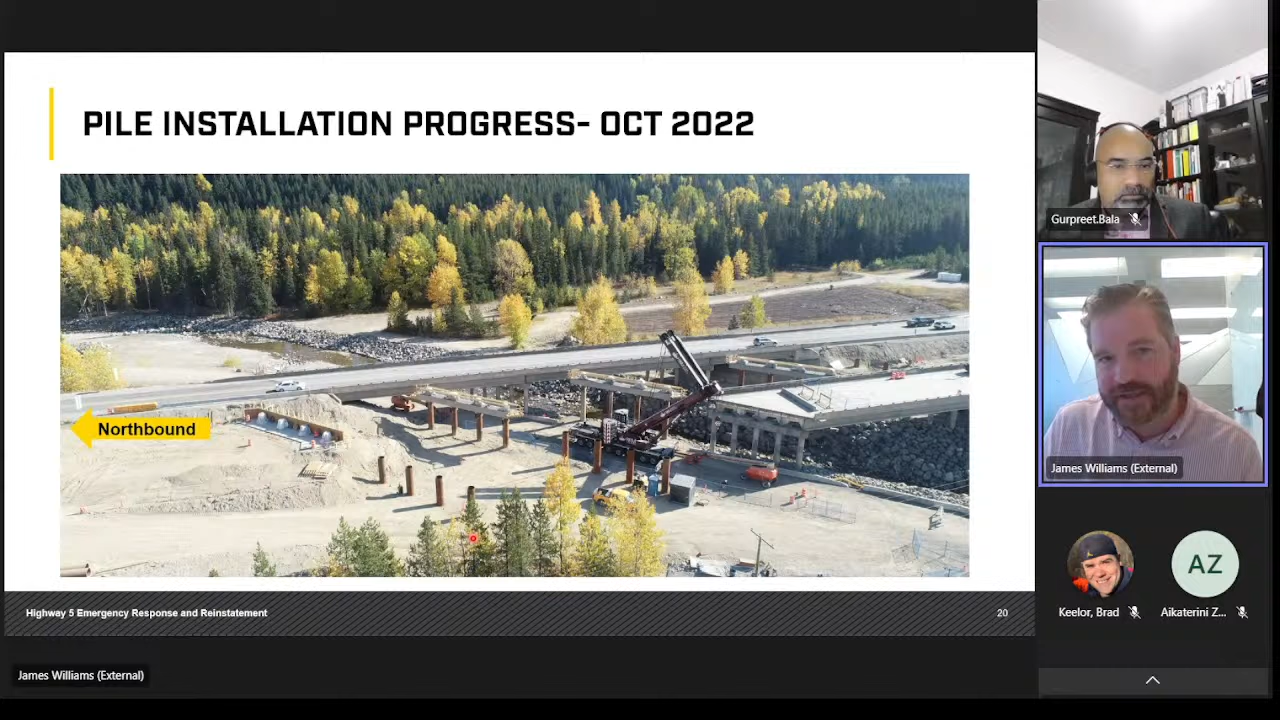 PILE INSTALLATION PROGRESS- OCT 2022
Northbound
Highway 5 Emergency Response and Reinstatement
20
James Williams (External)
Gurpreet.Bala
James Williams (External)
AZ
Keelor, Brad
Aikaterini Z...